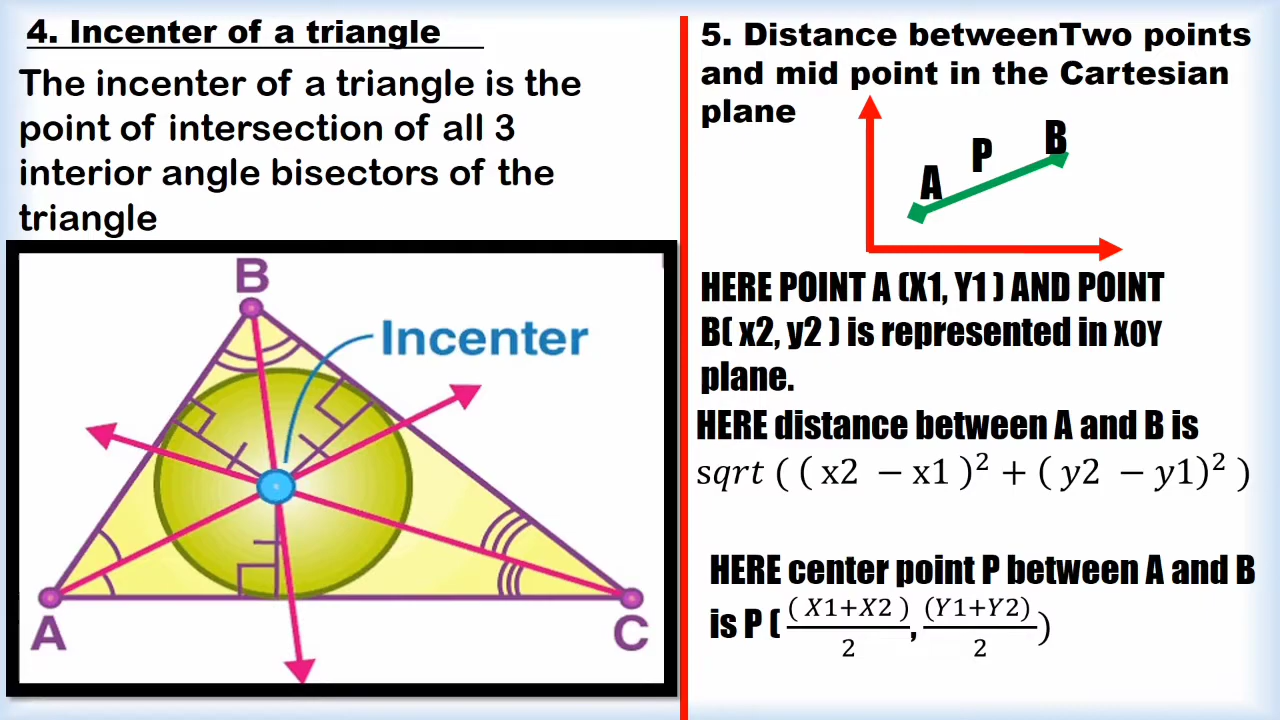 4. Incenter of a triangle
The incenter of a triangle is the
point of intersection of all 3
interior angle bisectors of the
triangle
B
Incenter
A
C
5. Distance betweenTwo points
and mid point in the Cartesian
plane
A
P
B
HERE POINT A (X1, Y1 ) AND POINT
B( x2, y2 ) is represented in XOY
plane.
HERE distance between A and B is
sqrt ( ( x2 − x1 )² + ( y2 − y1)² )
HERE center point P between A and B
is P ( ( X1+X2 )/2 , (Y1+Y2)/2 )